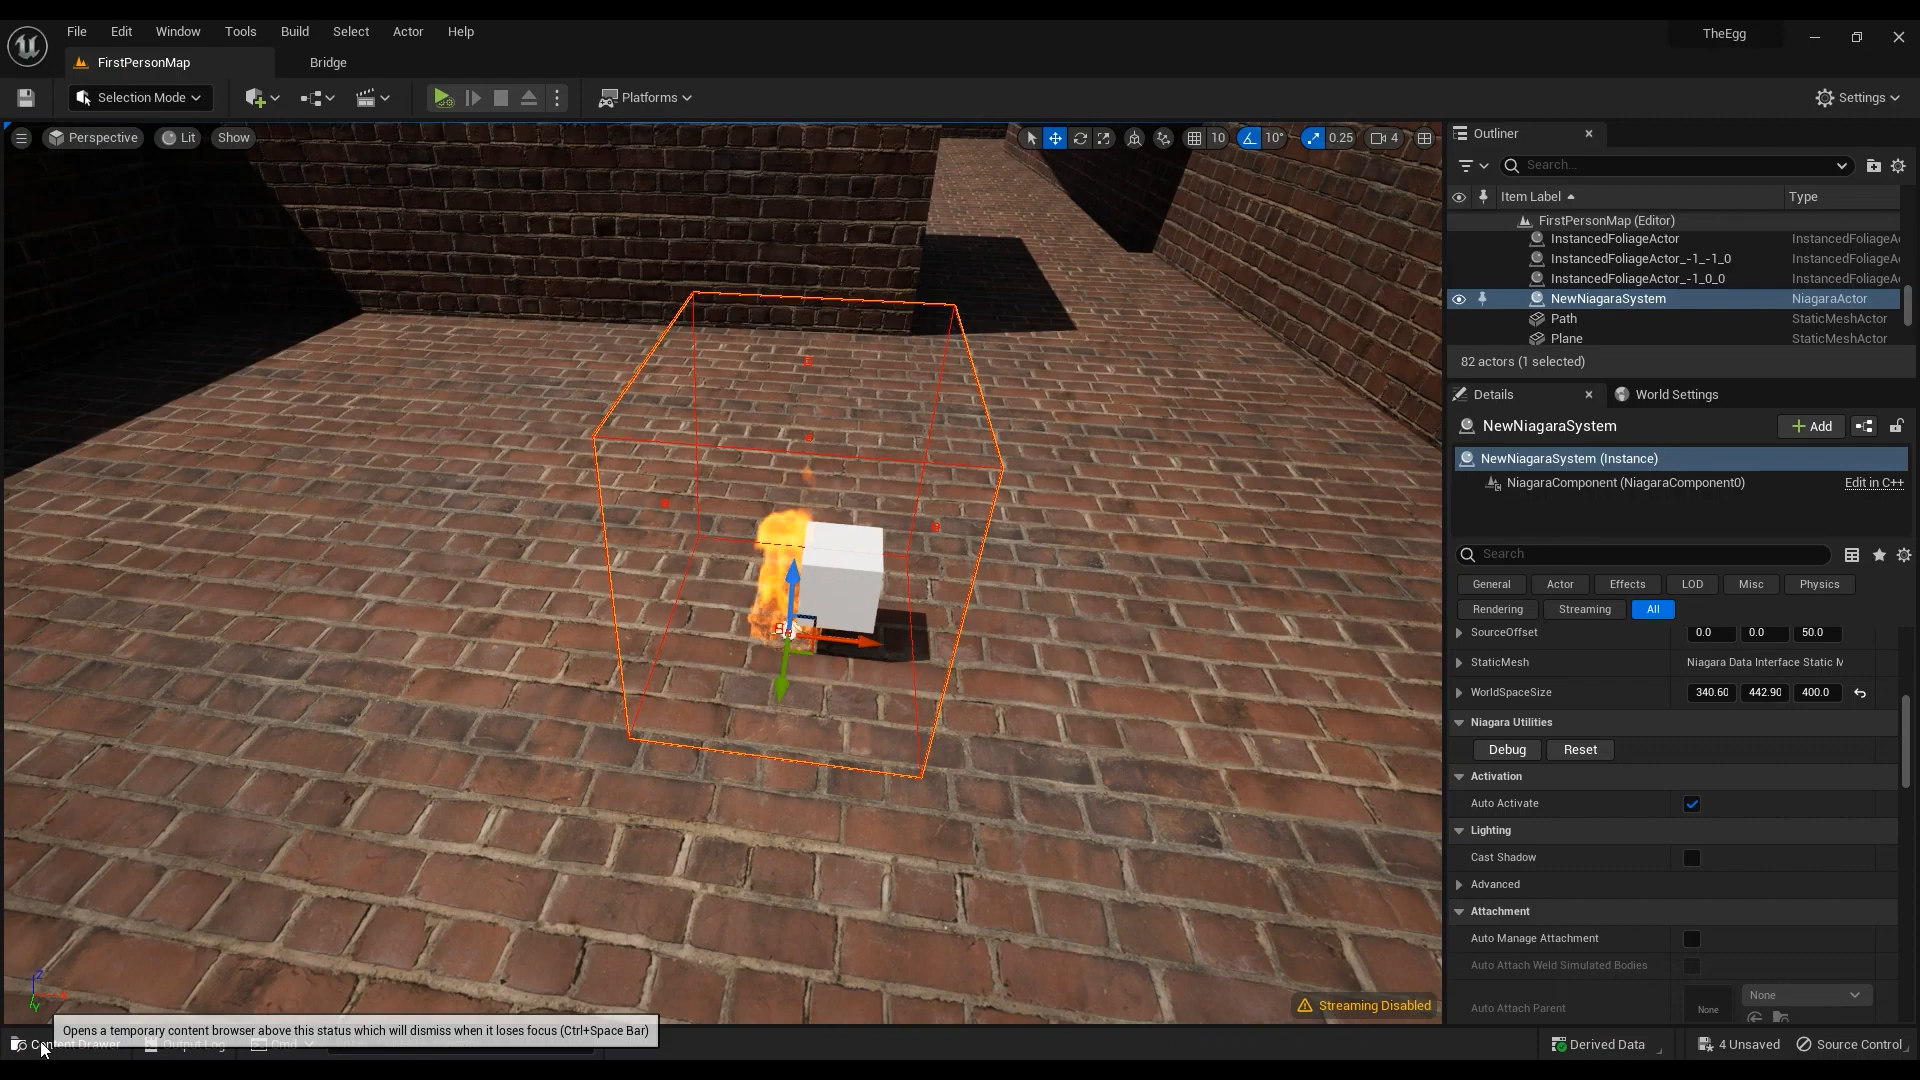 File Edit Window Tools Build Select Actor Help
TheEgg
FirstPersonMap
Bridge
Selection Mode
Platforms
Settings
Perspective
Lit
Show
10
10°
0.25
4
Outliner
Search...
Item Label
Type
FirstPersonMap (Editor)
InstancedFoliageActor InstancedFoliageA
InstancedFoliageActor_-1_-1_0 InstancedFoliageA
InstancedFoliageActor_-1_0_0 InstancedFoliageA
NewNiagaraSystem NiagaraActor
Path StaticMeshActor
Plane StaticMeshActor
82 actors (1 selected)
Details
World Settings
NewNiagaraSystem
Add
NewNiagaraSystem (Instance)
NiagaraComponent (NiagaraComponent0) Edit in C++
Search
General Actor Effects LOD Misc Physics
Rendering Streaming All
SourceOffset 0.0 0.0 50.0
StaticMesh Niagara Data Interface Static M
WorldSpaceSize 340.60 442.90 400.0
Niagara Utilities
Debug Reset
Activation
Auto Activate
Lighting
Cast Shadow
Advanced
Attachment
Auto Manage Attachment
Auto Attach Weld Simulated Bodies
Auto Attach Parent None None
Z
Y
Streaming Disabled
Opens a temporary content browser above this status which will dismiss when it loses focus (Ctrl+Space Bar)
Content Drawer
Output Log
Cmd
Derived Data
4 Unsaved
Source Control